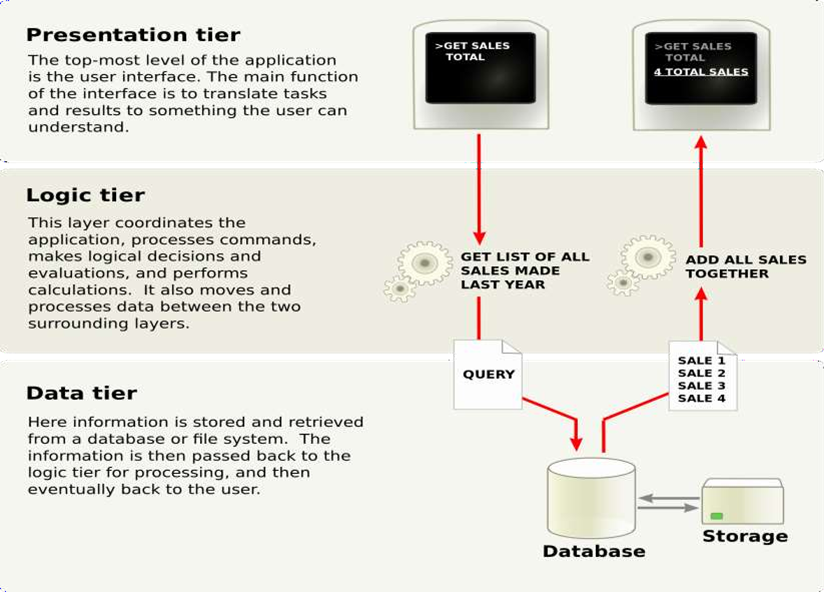 Presentation tier
The top-most level of the application
is the user interface. The main function
of the interface is to translate tasks
and results to something the user can
understand.
>GET SALES
TOTAL
>GET SALES
TOTAL
4 TOTAL SALES
Logic tier
This layer coordinates the
application, processes commands,
makes logical decisions and
evaluations, and performs
calculations.  It also moves and
processes data between the two
surrounding layers.
GET LIST OF ALL
SALES MADE
LAST YEAR
ADD ALL SALES
TOGETHER
QUERY
SALE 1
SALE 2
SALE 3
SALE 4
Data tier
Here information is stored and retrieved
from a database or file system.  The
information is then passed back to the
logic tier for processing, and then
eventually back to the user.
Database
Storage